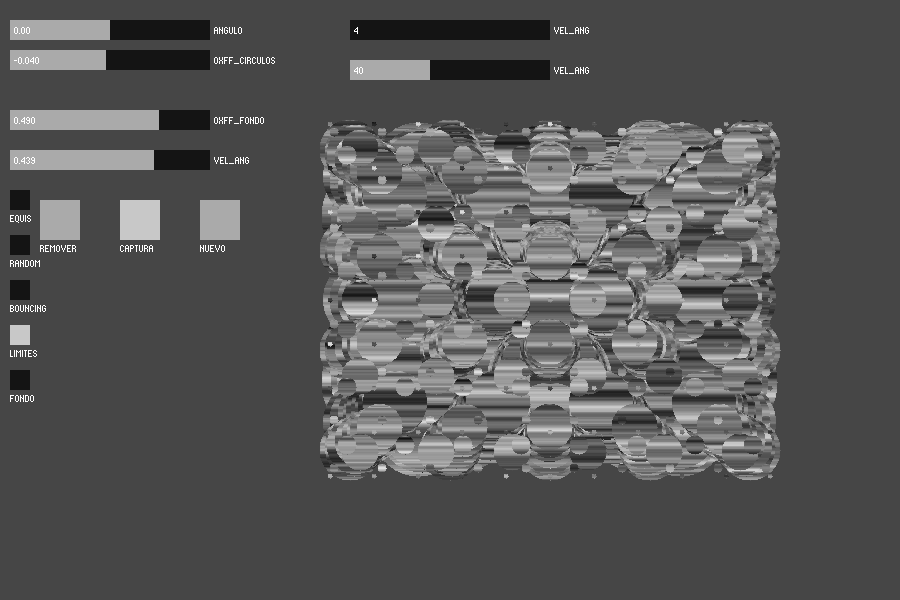 0.00 ANGULO
4 VEL_ANG
-0.040 OXFF_CIRCULOS
40 VEL_ANG
0.490 OXFF_FONDO
0.439 VEL_ANG
EQUIS
REMOVER CAPTURA NUEVO
RANDOM
BOUNCING
LIMITES
FONDO